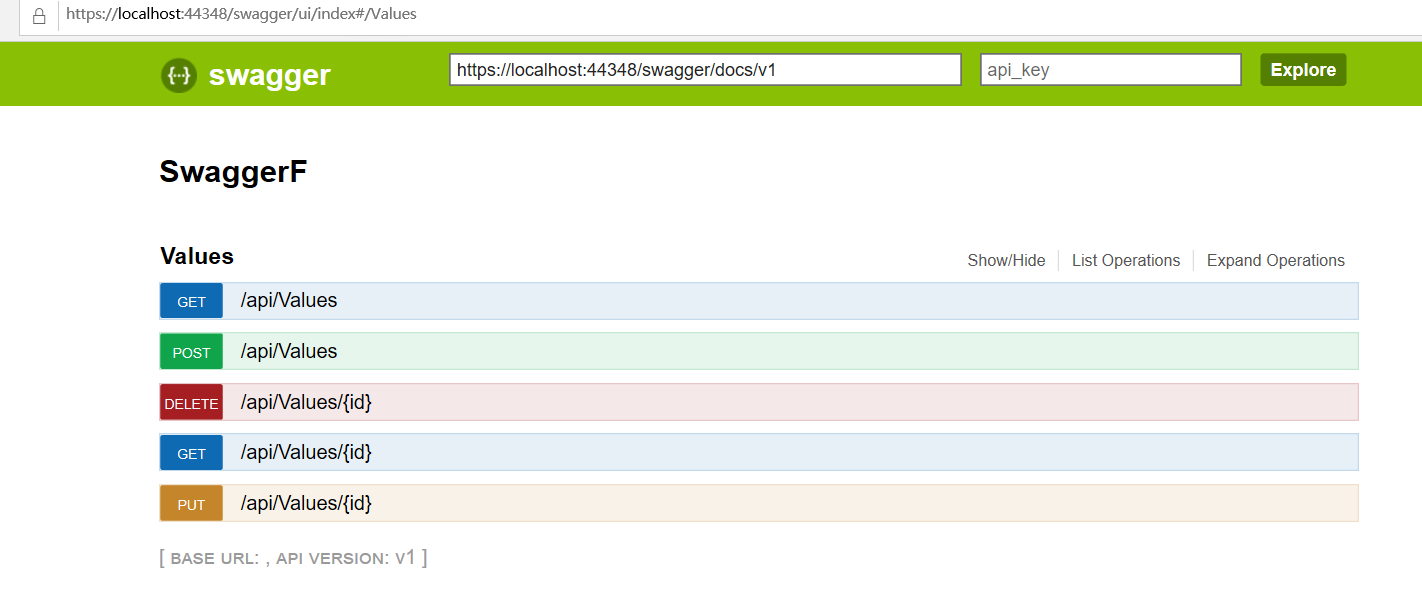 https://localhost:44348/swagger/ui/index#/Values
{···} swagger https://localhost:44348/swagger/docs/v1 api_key Explore
SwaggerF
Values Show/Hide List Operations Expand Operations
GET /api/Values
POST /api/Values
DELETE /api/Values/{id}
GET /api/Values/{id}
PUT /api/Values/{id}
[ BASE URL: , API VERSION: V1 ]